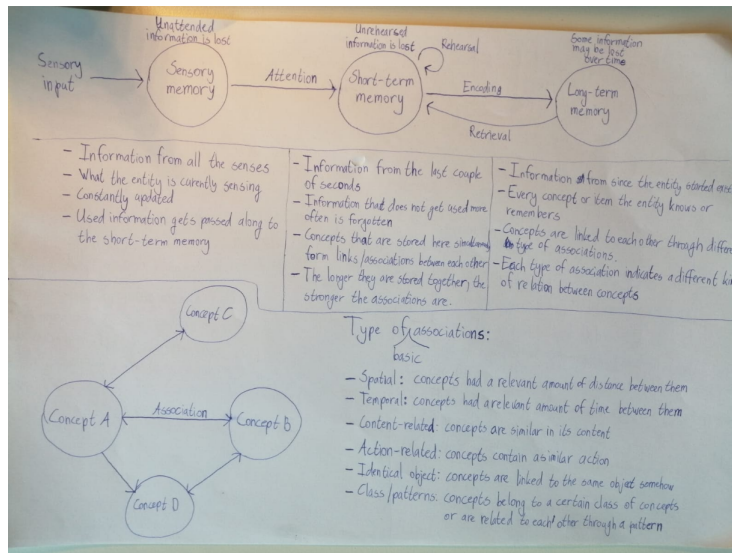 Unattended
information is lost
Unrehearsed
information is lost
Rehearsal
Some information
may be lost
over time
Sensory
input
Sensory
memory
Attention
Short-term
memory
Encoding
Retrieval
Long-term
memory
- Information from all the senses
- What the entity is curently sensing
- Constantly updated
- Used information gets passed along to
the short-term memory
- Information from the last couple
of seconds
- Information that does not get used more
often is forgotten
- Concepts that are stored here
form links/associations between each other
- The longer they are stored together, the
stronger the associations are.
- Information from since the entity started
- Every concept or item the entity knows or
remembers
- Concepts are linked to each other through
type of associations.
- Each type of association indicates a different
of relation between concepts
Concept C
Concept A
Association
Concept B
Concept D
Type of associations:
basic
- Spatial: concepts had a relevant amount of distance between them
- Temporal: concepts had a relevant amount of time between them
- Content-related: concepts are similar in its content
- Action-related: concepts contain a similar action
- Identical object: concepts are linked to the same object somehow
- Class/patterns: concepts belong to a certain class of concepts
or are related to each other through a pattern